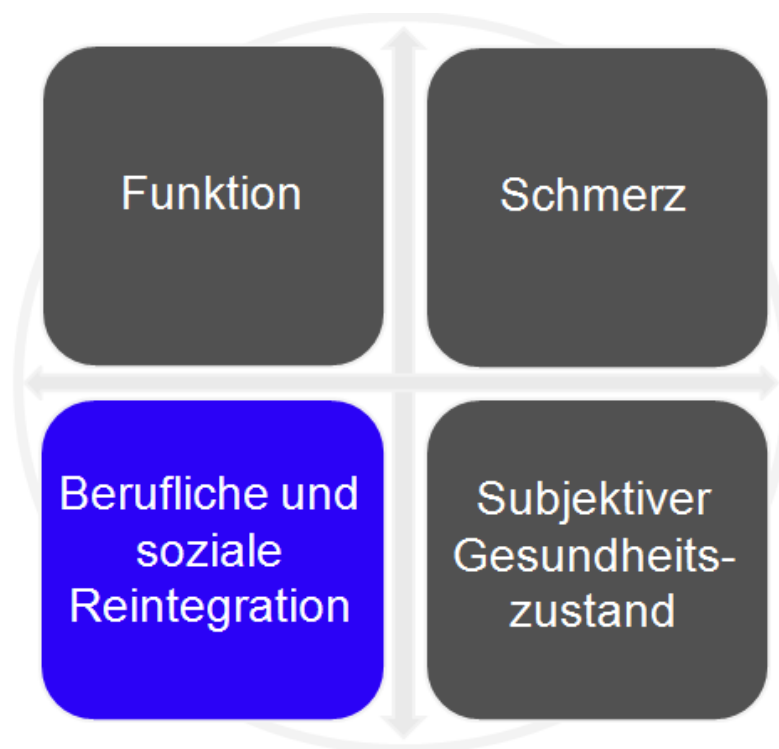 Funktion
Schmerz
Berufliche und
soziale
Reintegration
Subjektiver
Gesundheits-
zustand